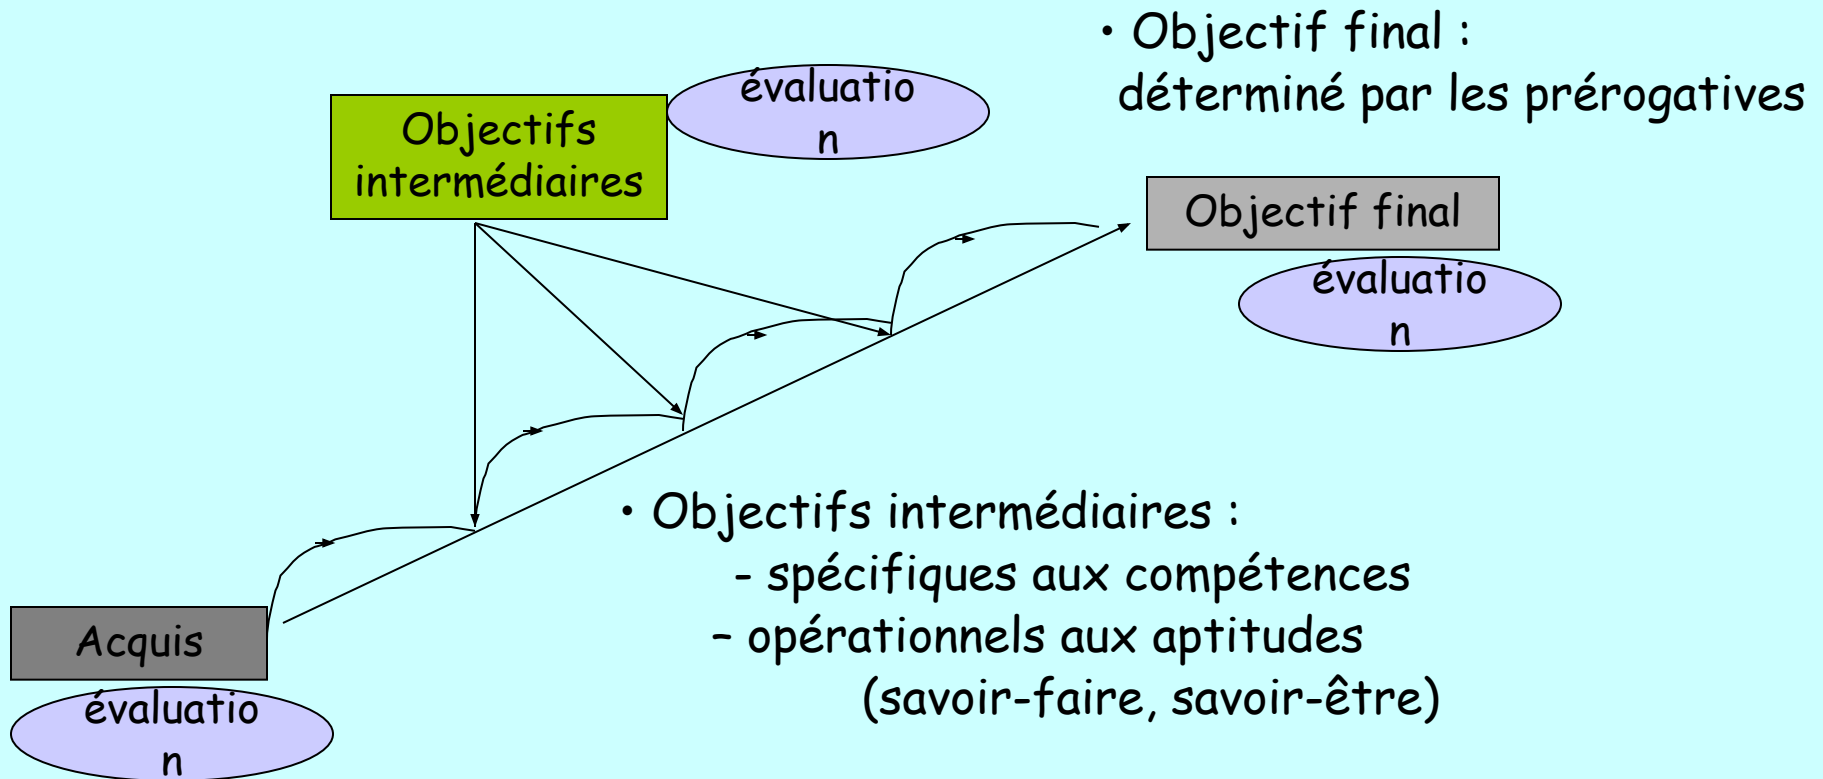 • Objectif final :
déterminé par les prérogatives
évaluatio
n
Objectifs
intermédiaires
Objectif final
évaluatio
n
• Objectifs intermédiaires :
- spécifiques aux compétences
– opérationnels aux aptitudes
(savoir-faire, savoir-être)
Acquis
évaluatio
n